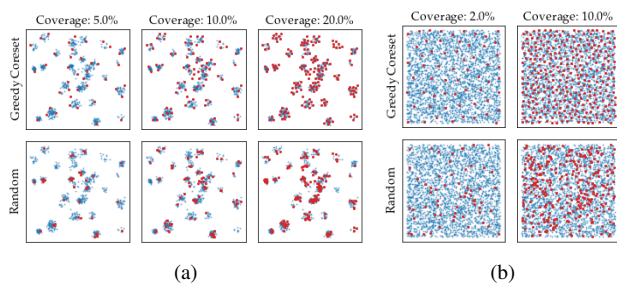 Coverage: 5.0% Coverage: 10.0% Coverage: 20.0%
Greedy Coreset
Random
(a)
Coverage: 2.0% Coverage: 10.0%
Greedy Coreset
Random
(b)